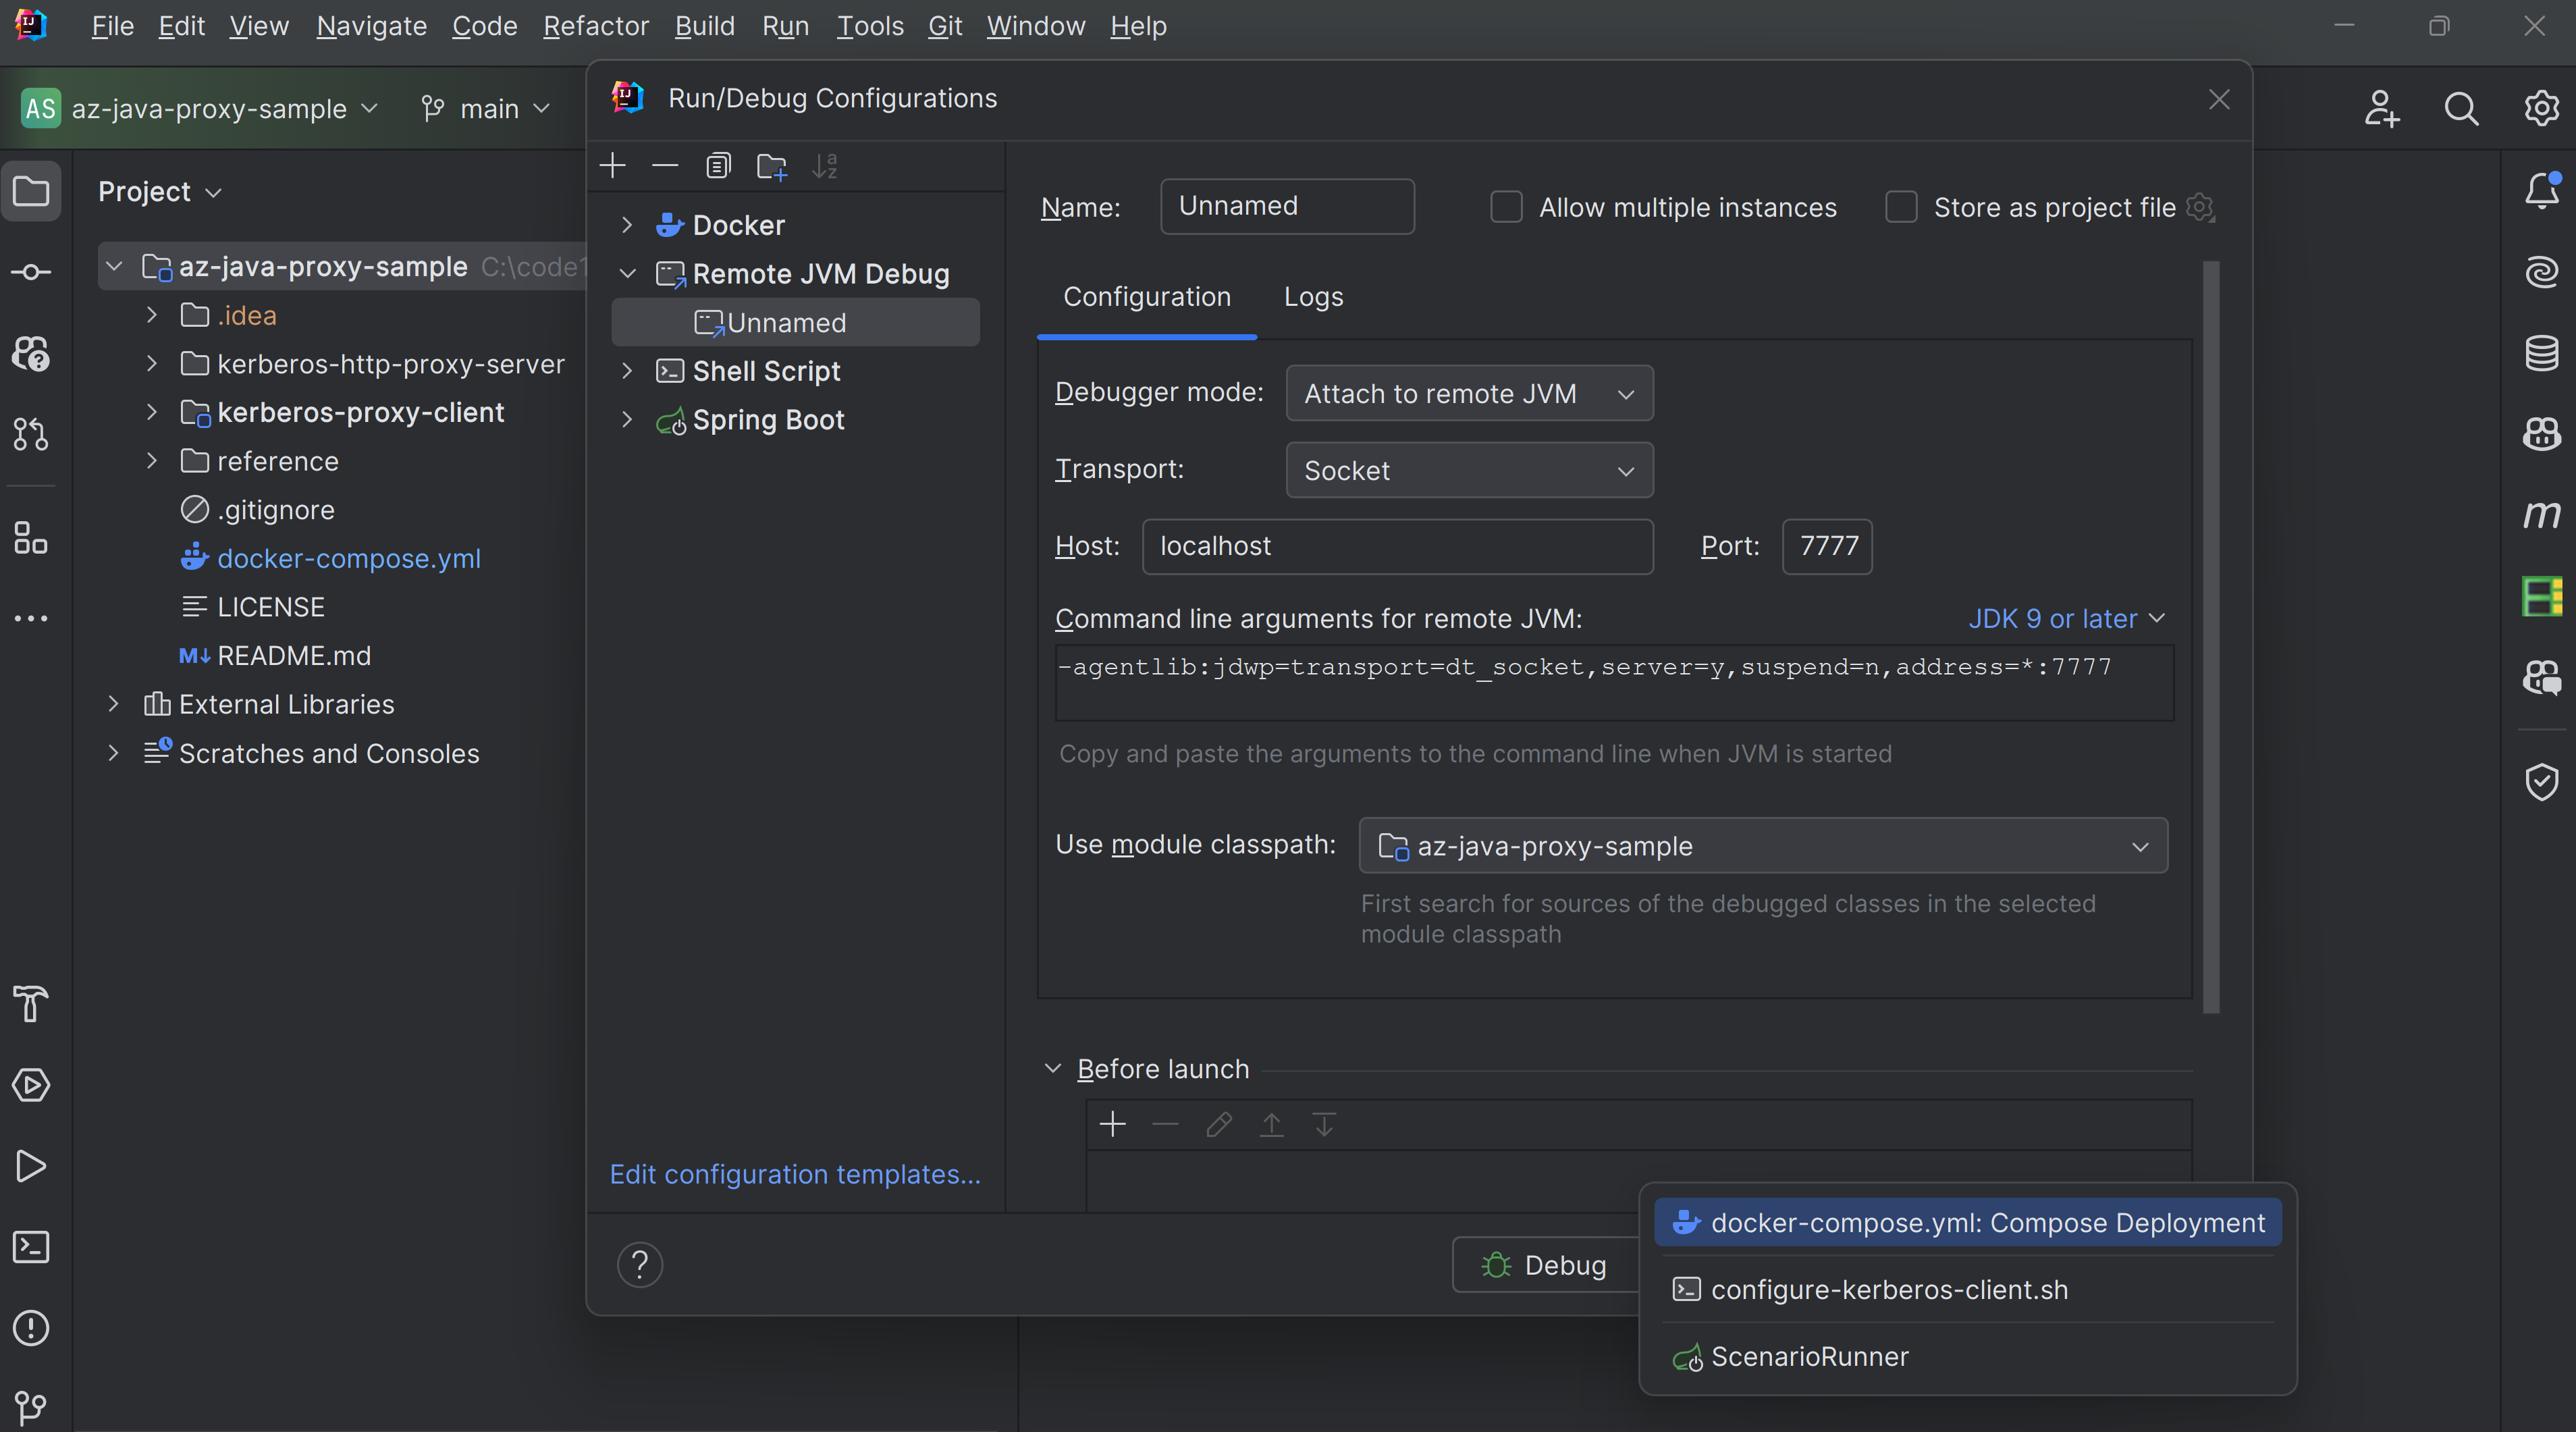 File Edit View Navigate Code Refactor Build Run Tools Git Window Help
AS az-java-proxy-sample main
Run/Debug Configurations
Project
az-java-proxy-sample C:\code1
.idea
kerberos-http-proxy-server
kerberos-proxy-client
reference
.gitignore
docker-compose.yml
LICENSE
M↓ README.md
External Libraries
Scratches and Consoles
Docker
Remote JVM Debug
Unnamed
Shell Script
Spring Boot
Edit configuration templates...
Name: Unnamed Allow multiple instances Store as project file
Configuration Logs
Debugger mode: Attach to remote JVM
Transport: Socket
Host: localhost Port: 7777
Command line arguments for remote JVM: JDK 9 or later
-agentlib:jdwp=transport=dt_socket,server=y,suspend=n,address=*:7777
Copy and paste the arguments to the command line when JVM is started
Use module classpath: az-java-proxy-sample
First search for sources of the debugged classes in the selected
module classpath
Before launch
? Debug
docker-compose.yml: Compose Deployment
configure-kerberos-client.sh
ScenarioRunner